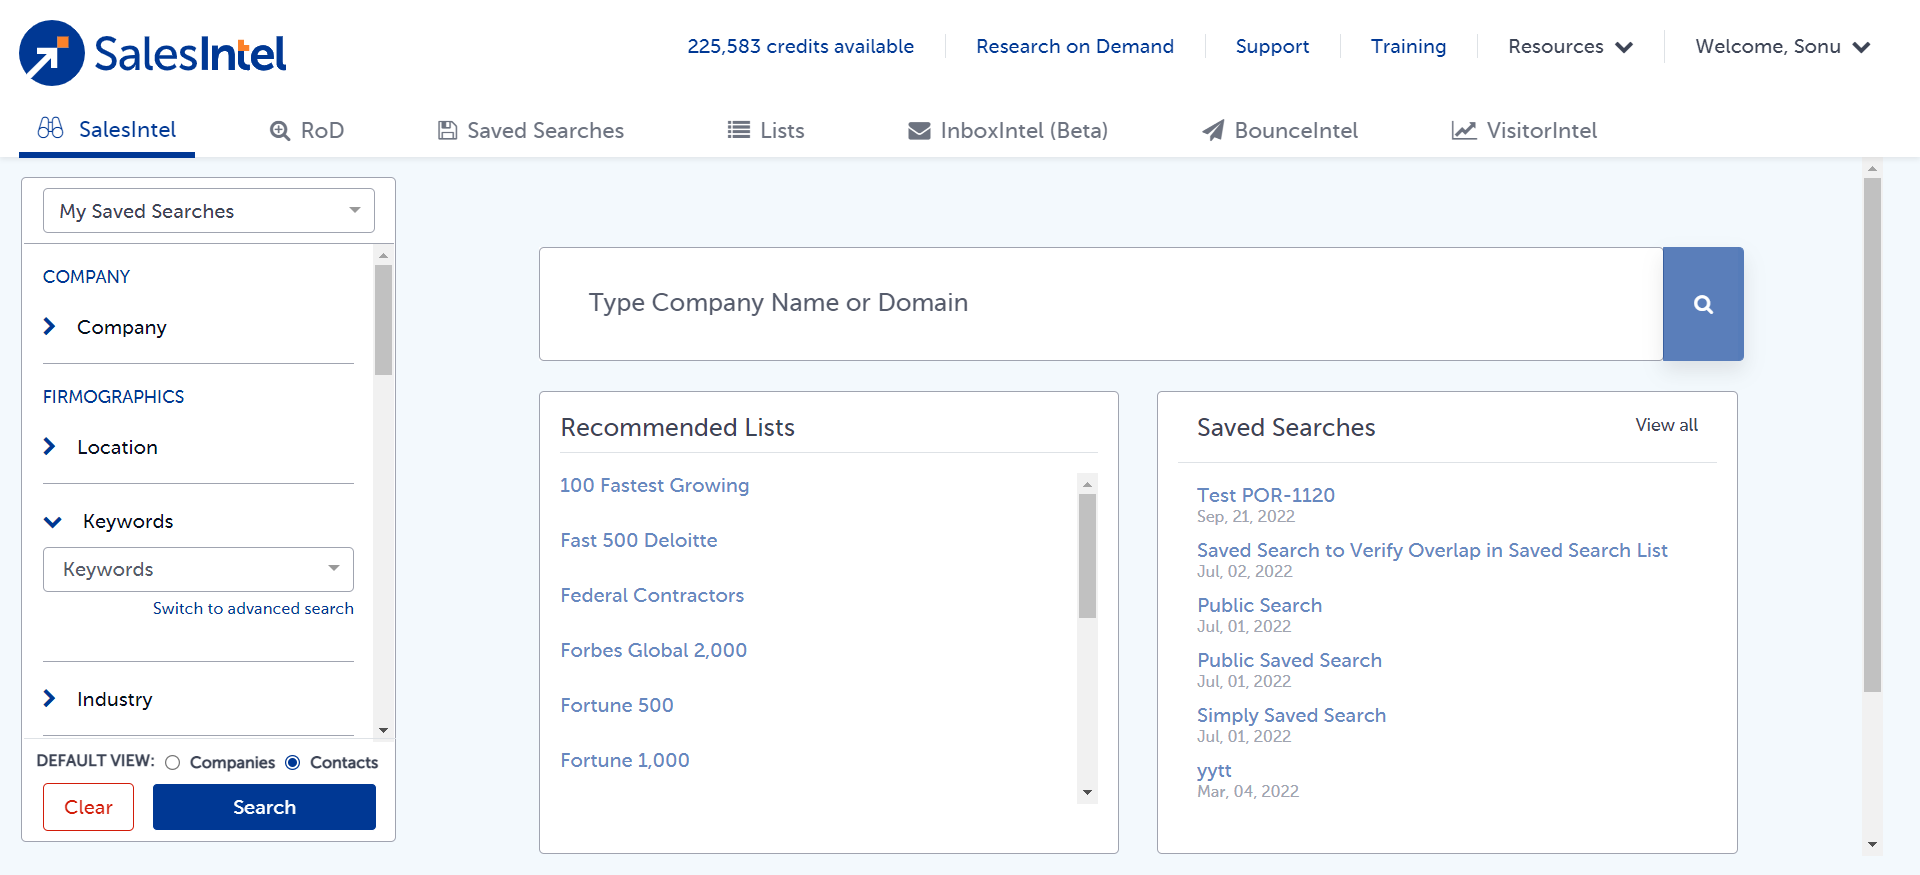 SalesIntel
225,583 credits available
Research on Demand
Support
Training
Resources
Welcome, Sonu
SalesIntel
RoD
Saved Searches
Lists
InboxIntel (Beta)
BounceIntel
VisitorIntel
My Saved Searches
COMPANY
Company
FIRMOGRAPHICS
Location
Keywords
Keywords
Switch to advanced search
Industry
DEFAULT VIEW: Companies Contacts
Clear
Search
Type Company Name or Domain
Recommended Lists
100 Fastest Growing
Fast 500 Deloitte
Federal Contractors
Forbes Global 2,000
Fortune 500
Fortune 1,000
Saved Searches
View all
Test POR-1120
Sep, 21, 2022
Saved Search to Verify Overlap in Saved Search List
Jul, 02, 2022
Public Search
Jul, 01, 2022
Public Saved Search
Jul, 01, 2022
Simply Saved Search
Jul, 01, 2022
yytt
Mar, 04, 2022